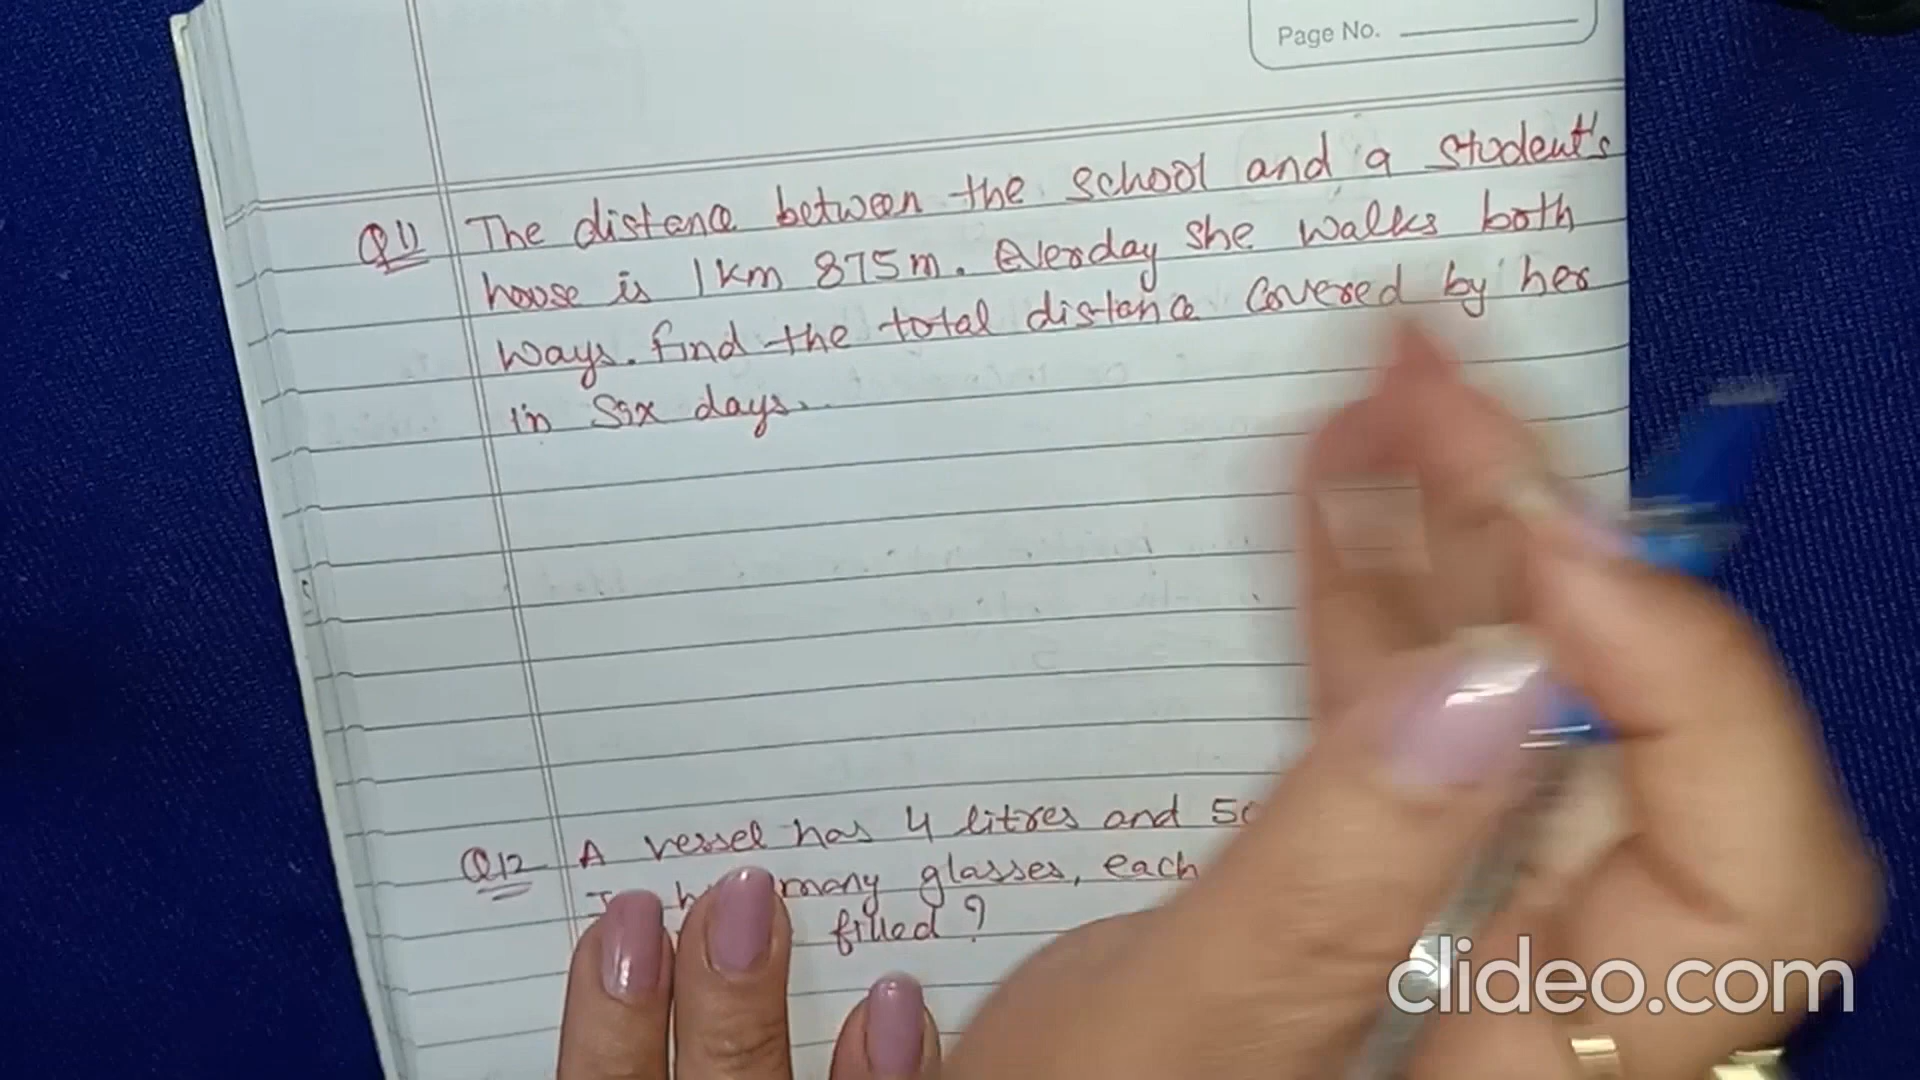 Page No.
Q11 The distance between the school and a student's
house is 1km 875m. Everday she walks both
ways. find the total distance covered by her
in Six days.
Q12 A vessel has 4 litres and
many glasses, each
filled?
clideo.com